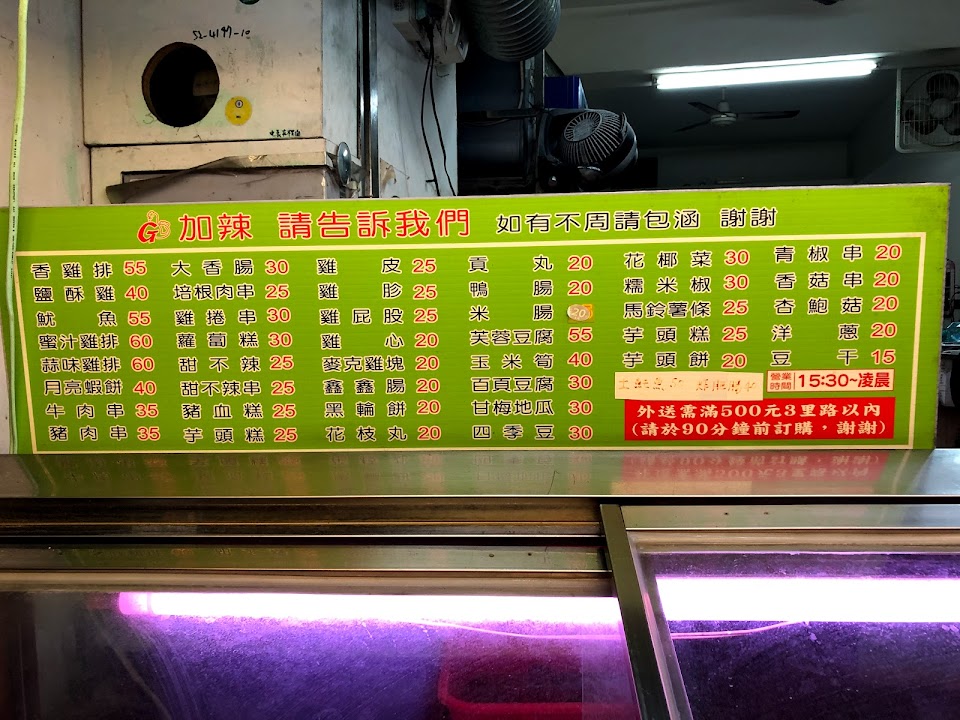 52-4197-10
加辣 請告訴我們 如有不周請包涵 謝謝
香雞排 55
鹽酥雞 40
魷魚 55
蜜汁雞排 60
蒜味雞排 60
月亮蝦餅 40
牛肉串 35
豬肉串 35
大香腸 30
培根肉串 25
雞捲串 30
蘿蔔糕 30
甜不辣 25
甜不辣串 25
豬血糕 25
芋頭糕 25
雞皮 25
雞胗 25
雞屁股 25
雞心 20
麥克雞塊 20
鑫鑫腸 20
黑輪餅 20
花枝丸 20
貢丸 20
鴨腸 20
米腸 20
芙蓉豆腐 55
玉米筍 40
百頁豆腐 30
甘梅地瓜 30
四季豆 30
花椰菜 30
糯米椒 30
馬鈴薯條 25
芋頭糕 25
芋頭餅 20
青椒串 20
香菇串 20
杏鮑菇 20
洋蔥 20
豆干 15
營業時間 15:30~凌晨
外送需滿500元3里路以內
(請於90分鐘前訂購，謝謝)